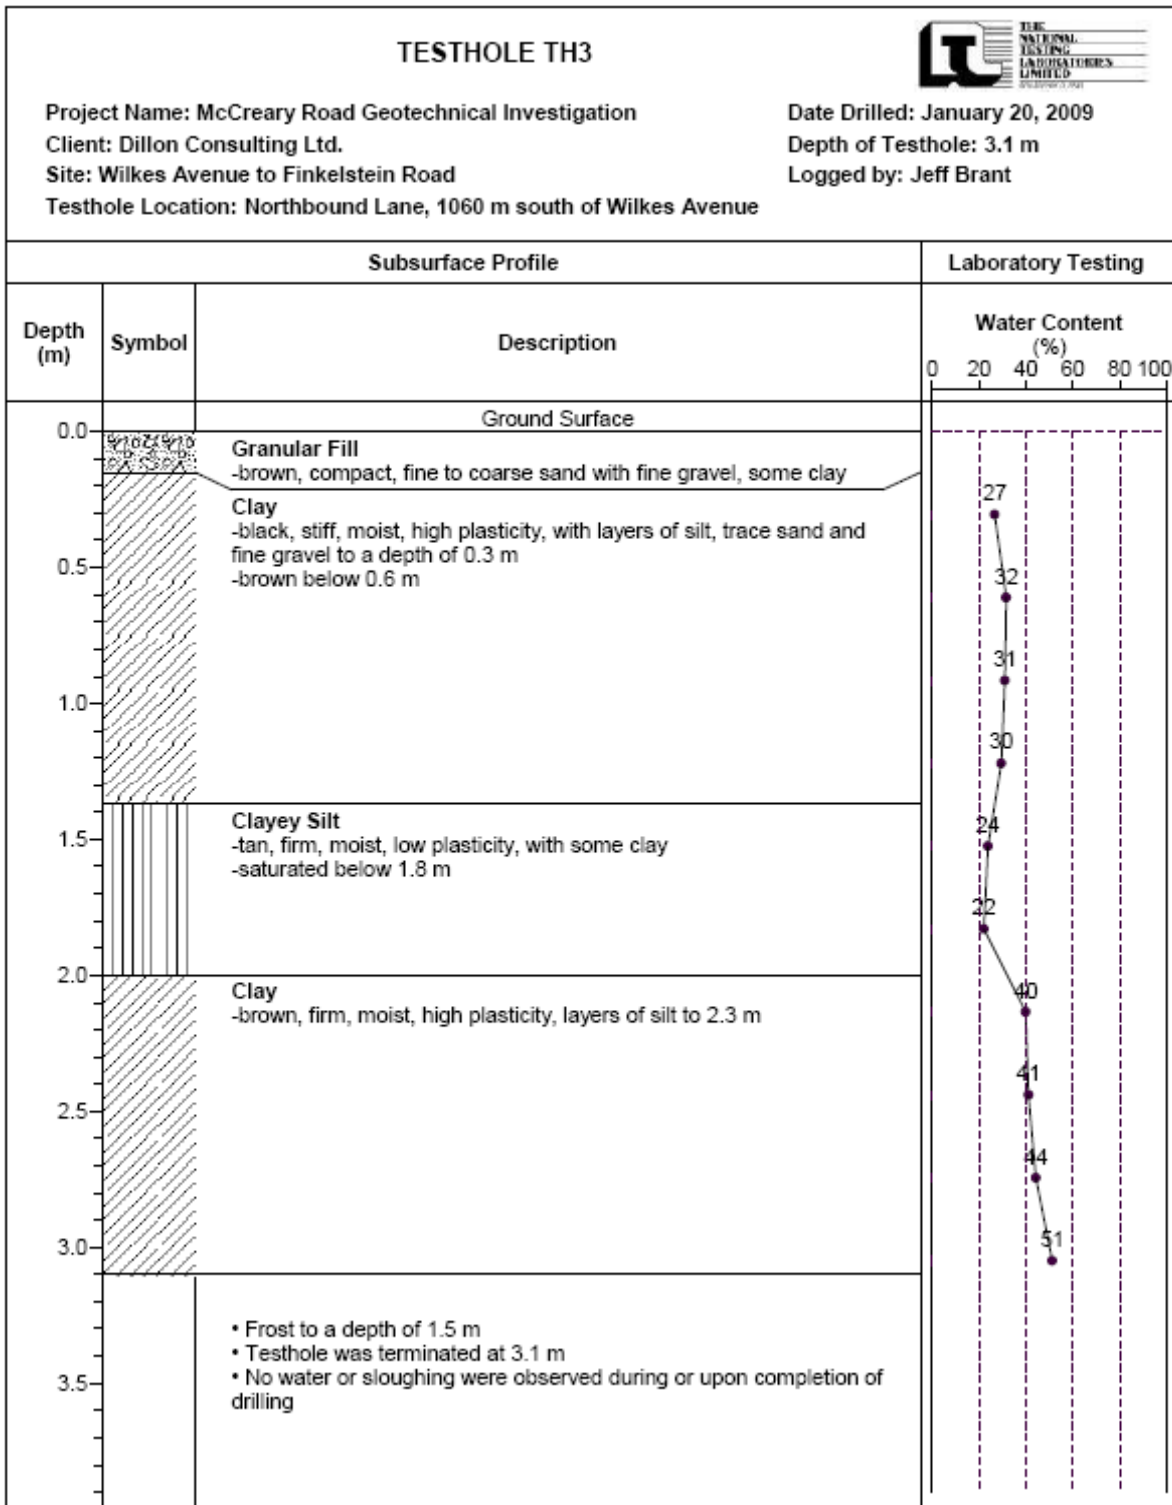 TESTHOLE TH3
THE
NATIONAL
TESTING
LABORATORIES
LIMITED
Project Name: McCreary Road Geotechnical Investigation
Date Drilled: January 20, 2009
Client: Dillon Consulting Ltd.
Depth of Testhole: 3.1 m
Site: Wilkes Avenue to Finkelstein Road
Logged by: Jeff Brant
Testhole Location: Northbound Lane, 1060 m south of Wilkes Avenue
Subsurface Profile
Laboratory Testing
Depth
(m)
Symbol
Description
Water Content
(%)
0 20 40 60 80 100
Ground Surface
0.0
Granular Fill
-brown, compact, fine to coarse sand with fine gravel, some clay
Clay
-black, stiff, moist, high plasticity, with layers of silt, trace sand and
fine gravel to a depth of 0.3 m
-brown below 0.6 m
27
0.5
32
31
1.0
30
Clayey Silt
-tan, firm, moist, low plasticity, with some clay
-saturated below 1.8 m
24
1.5
22
2.0
Clay
-brown, firm, moist, high plasticity, layers of silt to 2.3 m
40
41
2.5
44
51
3.0
• Frost to a depth of 1.5 m
• Testhole was terminated at 3.1 m
• No water or sloughing were observed during or upon completion of
drilling
3.5